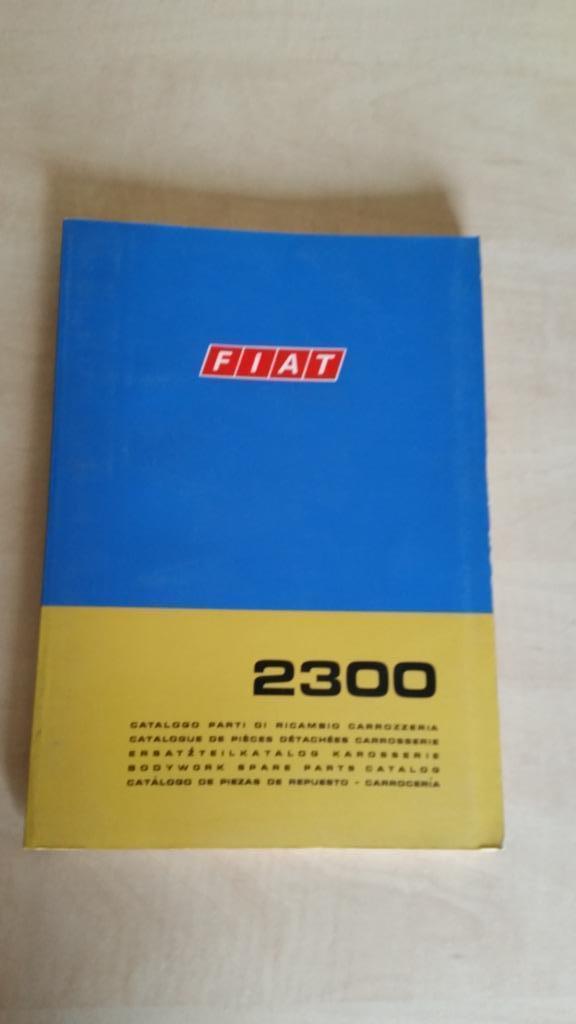 FIAT
2300
CATALOGO PARTI DI RICAMBIO CARROZZERIA
CATALOGUE DE PIÈCES DÉTACHÉES CARROSSERIE
ERSATZTEILKATALOG KAROSSERIE
BODYWORK SPARE PARTS CATALOG
CATÁLOGO DE PIEZAS DE REPUESTO - CARROCERÍA